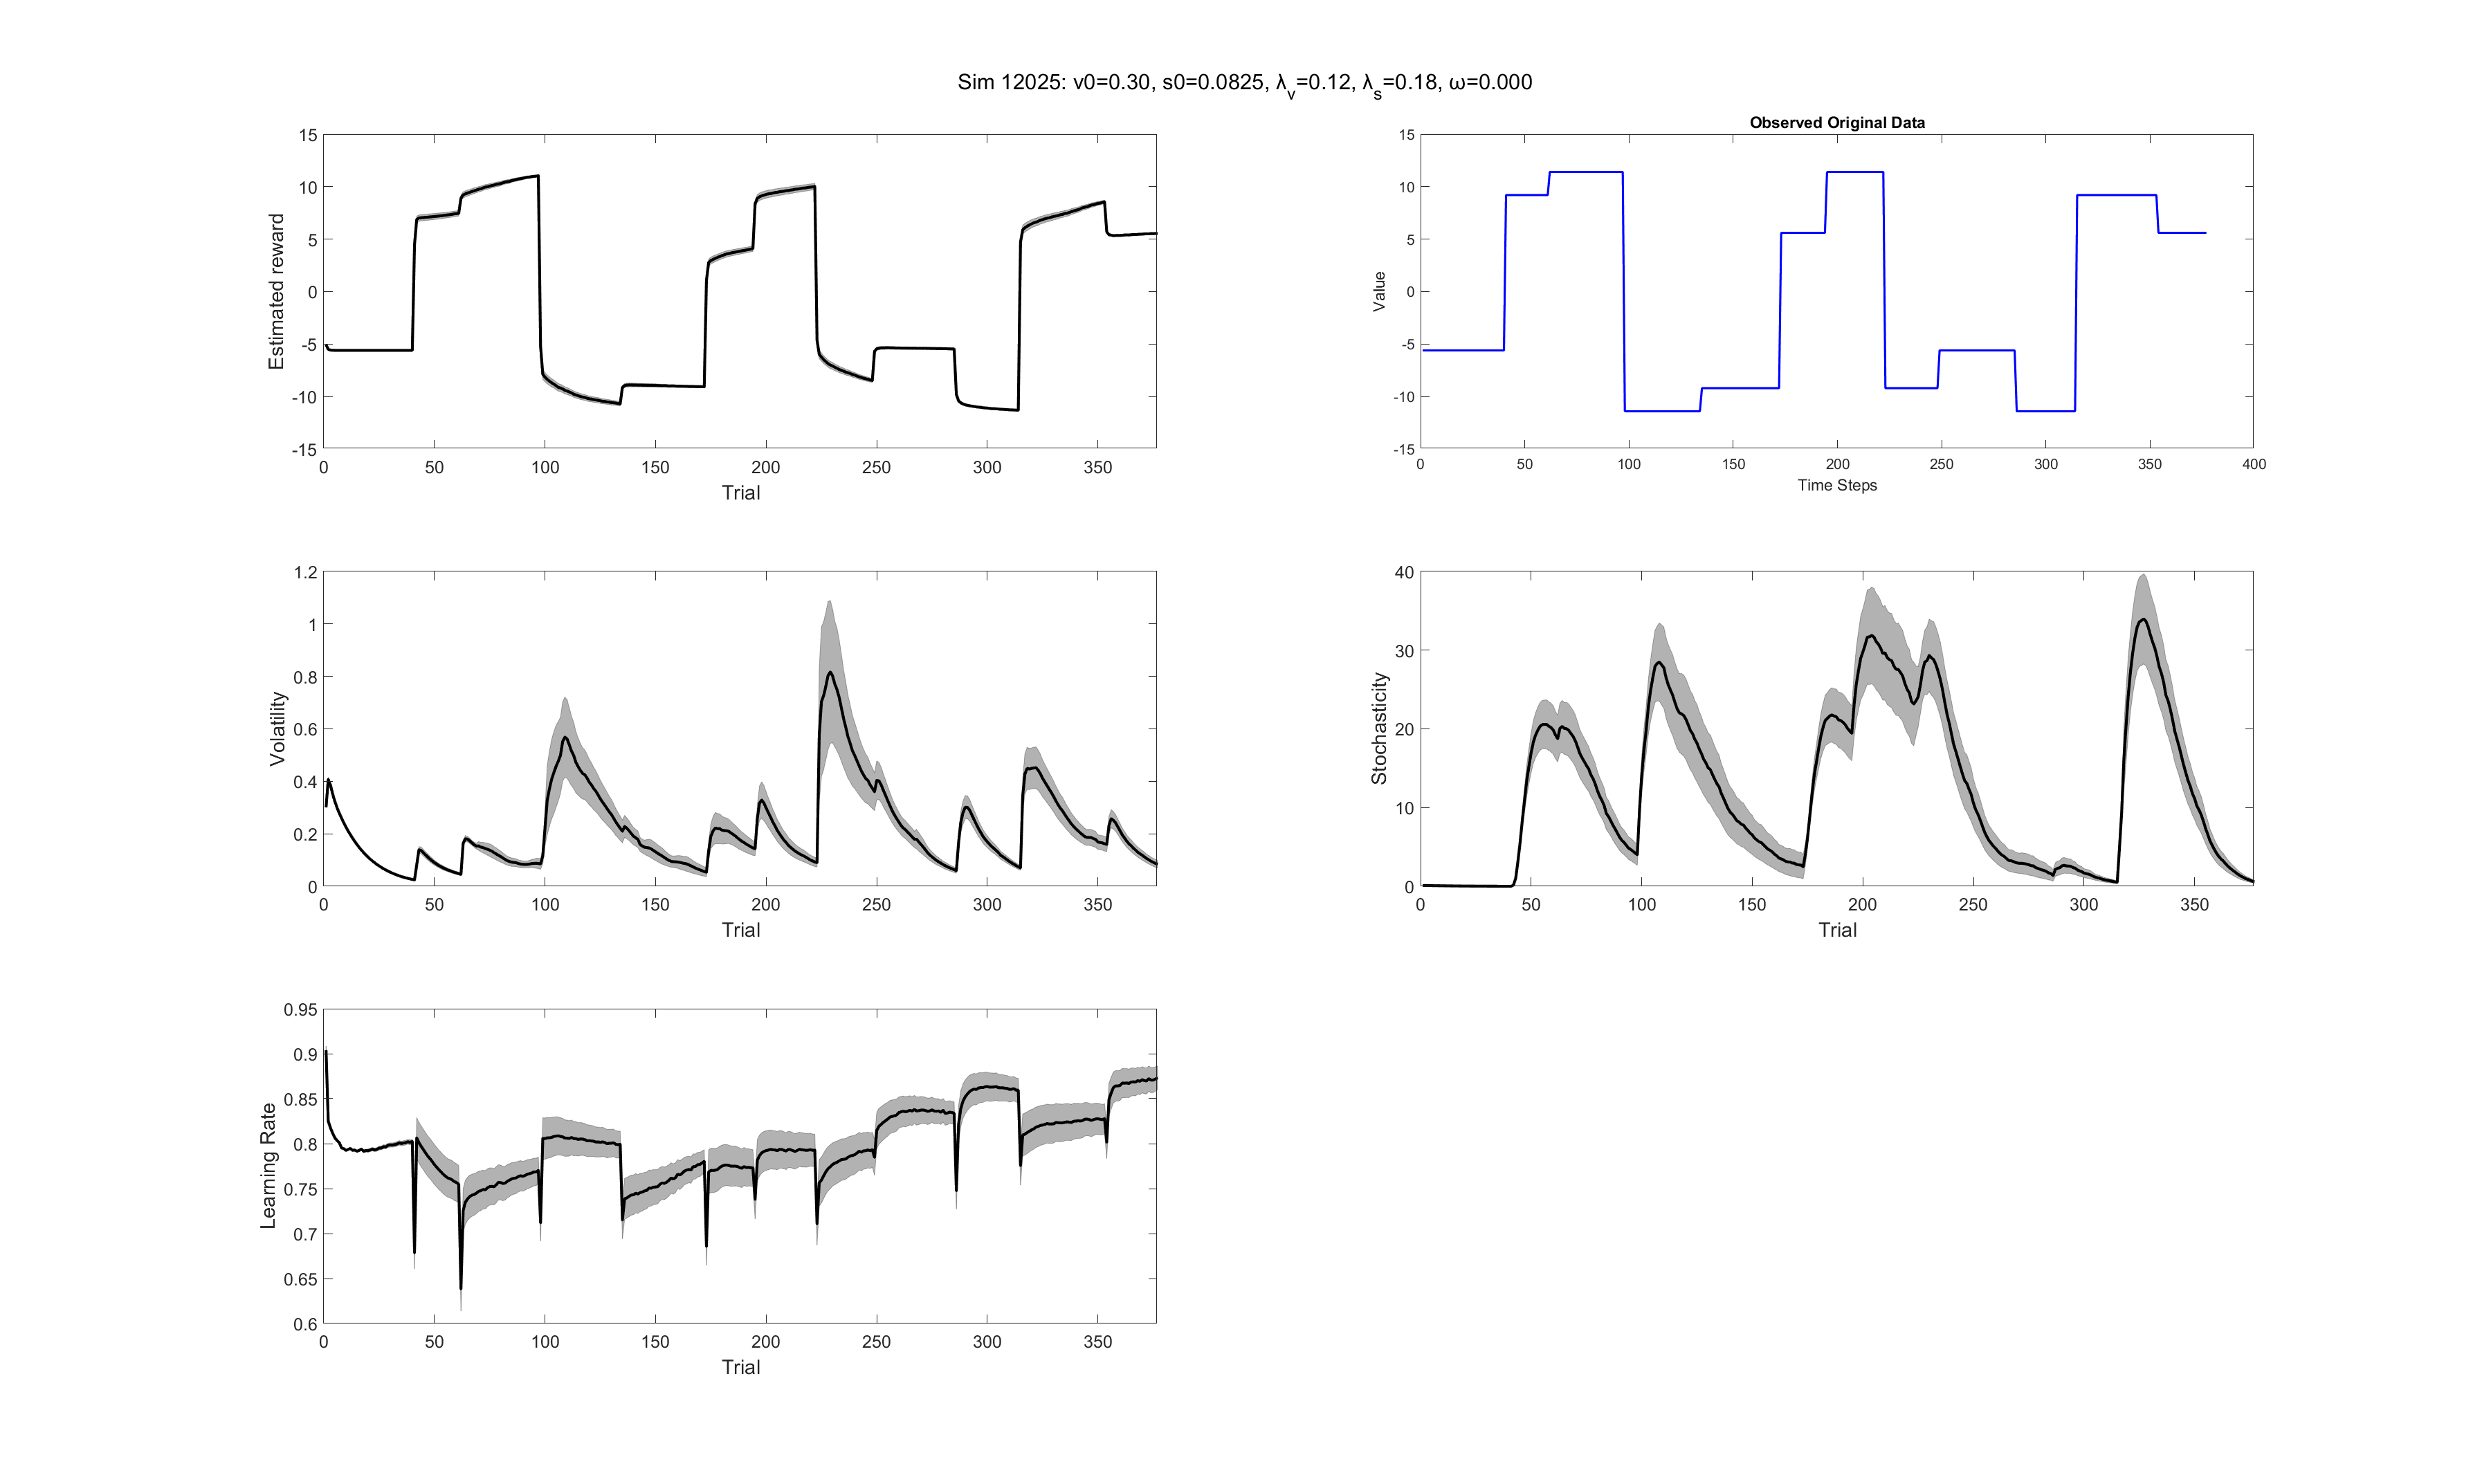 Sim 12025: v0=0.30, s0=0.0825, λv=0.12, λs=0.18, ω=0.000
15
10
5
0
-5
-10
-15
Estimated reward
0 50 100 150 200 250 300 350
Trial
Observed Original Data
15
10
5
0
-5
-10
-15
Value
0 50 100 150 200 250 300 350 400
Time Steps
1.2
1
0.8
0.6
0.4
0.2
0
Volatility
0 50 100 150 200 250 300 350
Trial
40
30
20
10
0
Stochasticity
0 50 100 150 200 250 300 350
Trial
0.95
0.9
0.85
0.8
0.75
0.7
0.65
0.6
Learning Rate
0 50 100 150 200 250 300 350
Trial